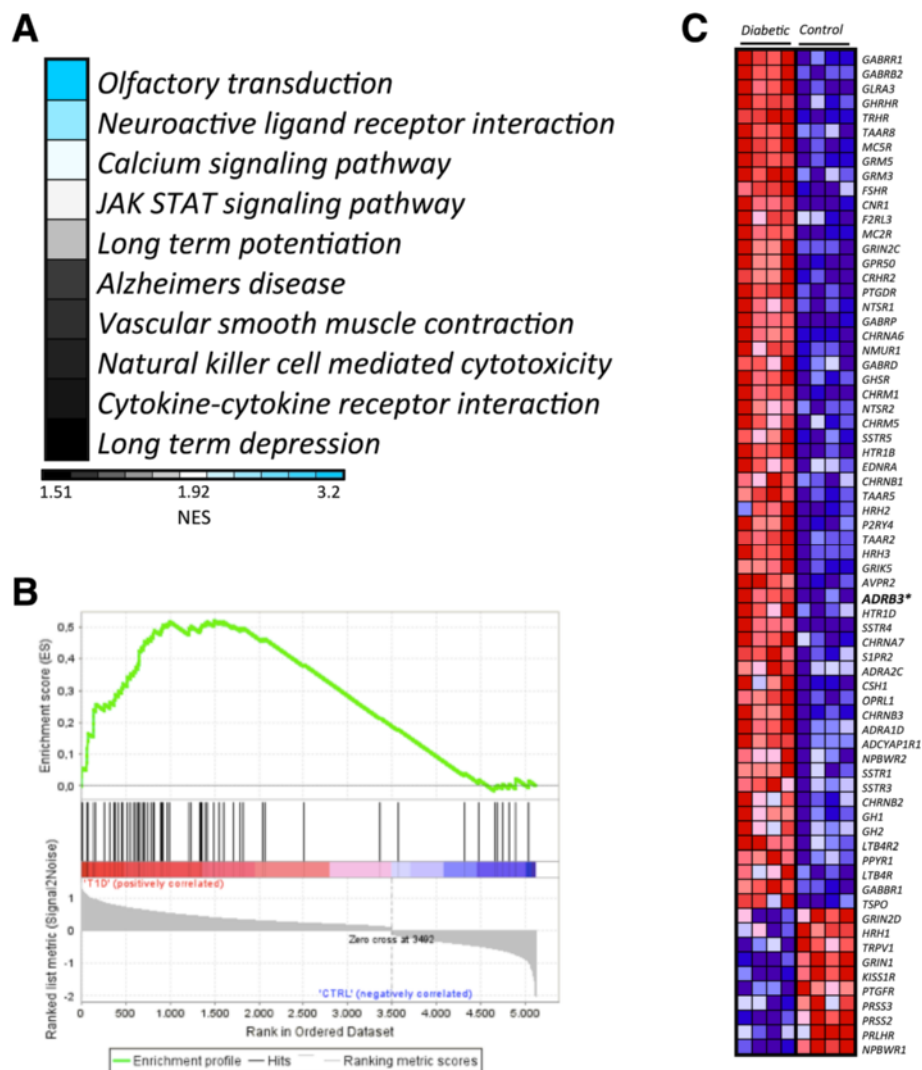 A
Olfactory transduction
Neuroactive ligand receptor interaction
Calcium signaling pathway
JAK STAT signaling pathway
Long term potentiation
Alzheimers disease
Vascular smooth muscle contraction
Natural killer cell mediated cytotoxicity
Cytokine-cytokine receptor interaction
Long term depression
1.51 1.92 3.2
NES
B
Enrichment score (ES)
0,5
0,4
0,3
0,2
0,1
0,0
'T1D' (positively correlated)
Ranked list metric (Signal2Noise)
1
0
-1
-2
Zero cross at 3492
'CTRL' (negatively correlated)
0 500 1.000 1.500 2.000 2.500 3.000 3.500 4.000 4.500 5.000
Rank in Ordered Dataset
Enrichment profile Hits Ranking metric scores
C
Diabetic Control
GABRR1
GABRB2
GLRA3
GHRHR
TRHR
TAAR8
MC5R
GRM5
GRM3
FSHR
CNR1
F2RL3
MC2R
GRIN2C
GPR50
CRHR2
PTGDR
NTSR1
GABRP
CHRNA6
NMUR1
GABRD
GHSR
CHRM1
NTSR2
CHRM5
SSTR5
HTR1B
EDNRA
CHRNB1
TAAR5
HRH2
P2RY4
TAAR2
HRH3
GRIK5
AVPR2
ADRB3*
HTR1D
SSTR4
CHRNA7
S1PR2
ADRA2C
CSH1
OPRL1
CHRNB3
ADRA1D
ADCYAP1R1
NPBWR2
SSTR1
SSTR3
CHRNB2
GH1
GH2
LTB4R2
PPYR1
LTB4R
GABBR1
TSPO
GRIN2D
HRH1
TRPV1
GRIN1
KISS1R
PTGFR
PRSS3
PRSS2
PRLHR
NPBWR1